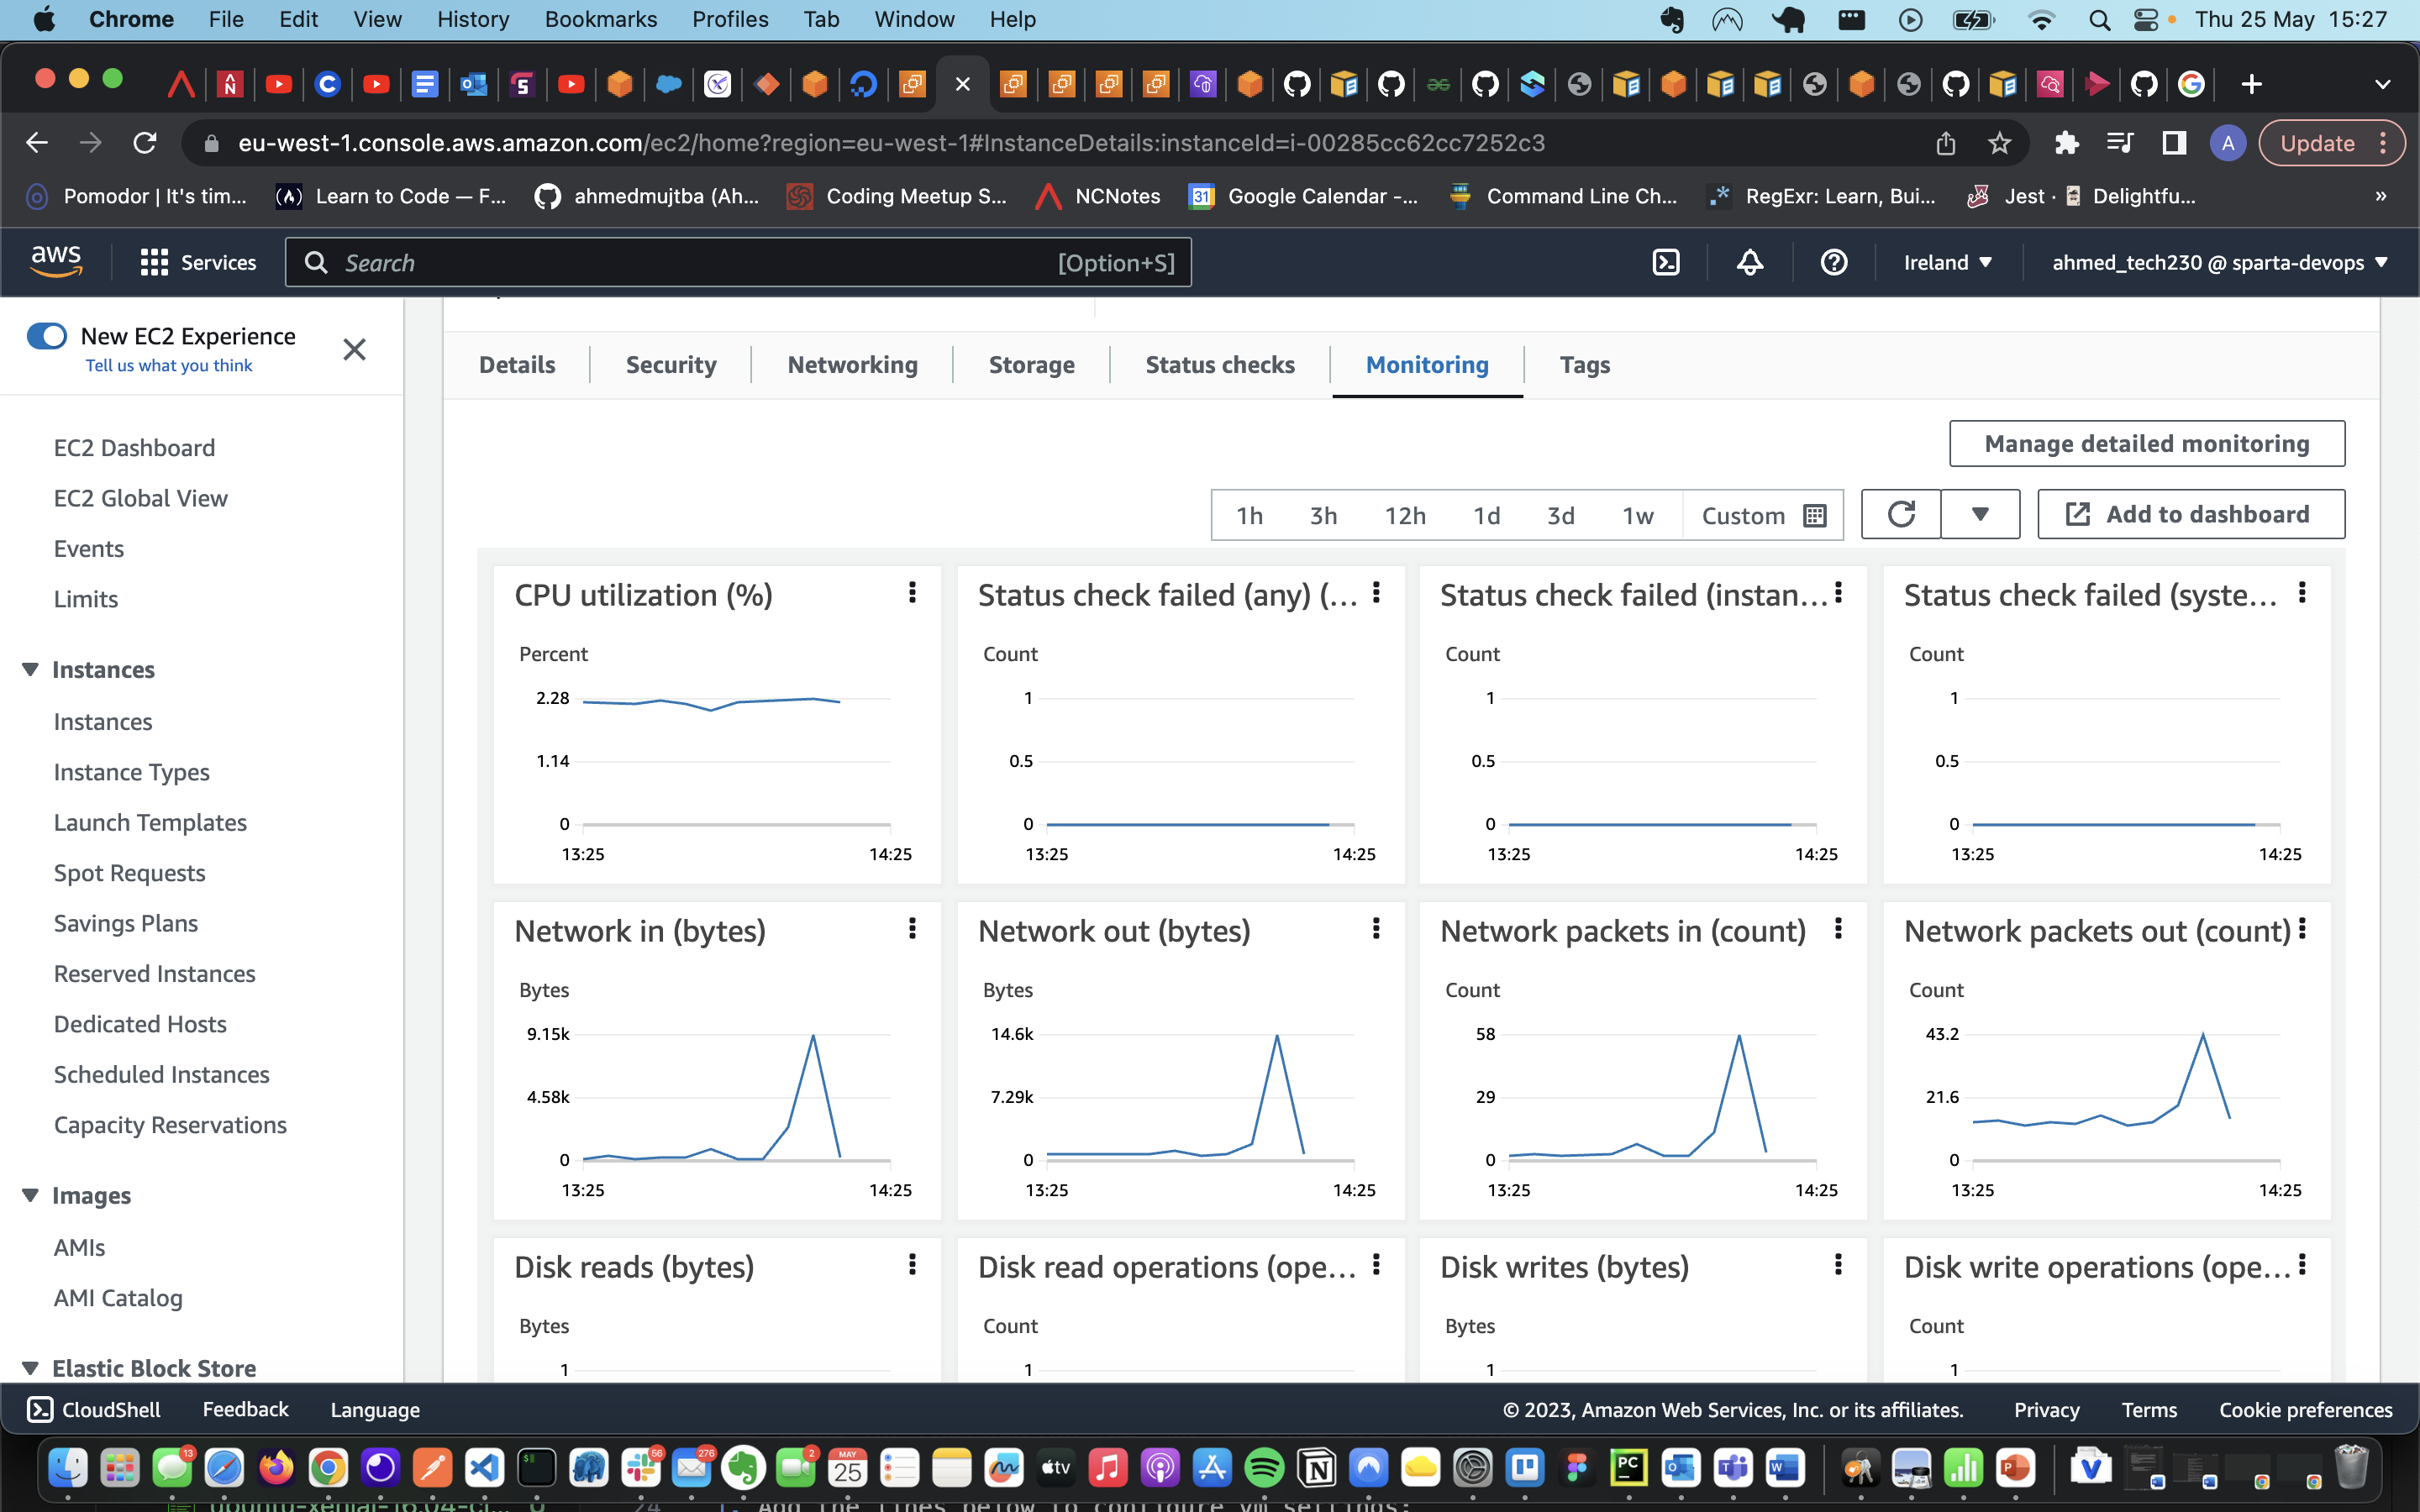 Chrome File Edit View History Bookmarks Profiles Tab Window Help Thu 25 May 15:27
eu-west-1.console.aws.amazon.com/ec2/home?region=eu-west-1#InstanceDetails:instanceId=i-00285cc62cc7252c3 A Update
Pomodor | It's tim... Learn to Code — F... ahmedmujtba (Ah... Coding Meetup S... NCNotes 31 Google Calendar -... Command Line Ch... RegExr: Learn, Bui... Jest · Delightfu... »
aws Services Search [Option+S] Ireland ahmed_tech230 @ sparta-devops
New EC2 Experience
Tell us what you think
EC2 Dashboard
EC2 Global View
Events
Limits
Instances
Instances
Instance Types
Launch Templates
Spot Requests
Savings Plans
Reserved Instances
Dedicated Hosts
Scheduled Instances
Capacity Reservations
Images
AMIs
AMI Catalog
Elastic Block Store
Details Security Networking Storage Status checks Monitoring Tags
Manage detailed monitoring
1h 3h 12h 1d 3d 1w Custom Add to dashboard
CPU utilization (%)
Percent
2.28
1.14
0
13:25 14:25
Status check failed (any) (...
Count
1
0.5
0
13:25 14:25
Status check failed (instan...
Count
1
0.5
0
13:25 14:25
Status check failed (syste...
Count
1
0.5
0
13:25 14:25
Network in (bytes)
Bytes
9.15k
4.58k
0
13:25 14:25
Network out (bytes)
Bytes
14.6k
7.29k
0
13:25 14:25
Network packets in (count)
Count
58
29
0
13:25 14:25
Network packets out (count)
Count
43.2
21.6
0
13:25 14:25
Disk reads (bytes)
Bytes
1
Disk read operations (ope...
Count
1
Disk writes (bytes)
Bytes
1
Disk write operations (ope...
Count
1
CloudShell Feedback Language © 2023, Amazon Web Services, Inc. or its affiliates. Privacy Terms Cookie preferences
13 56 276 2 MAY 25 tv PC